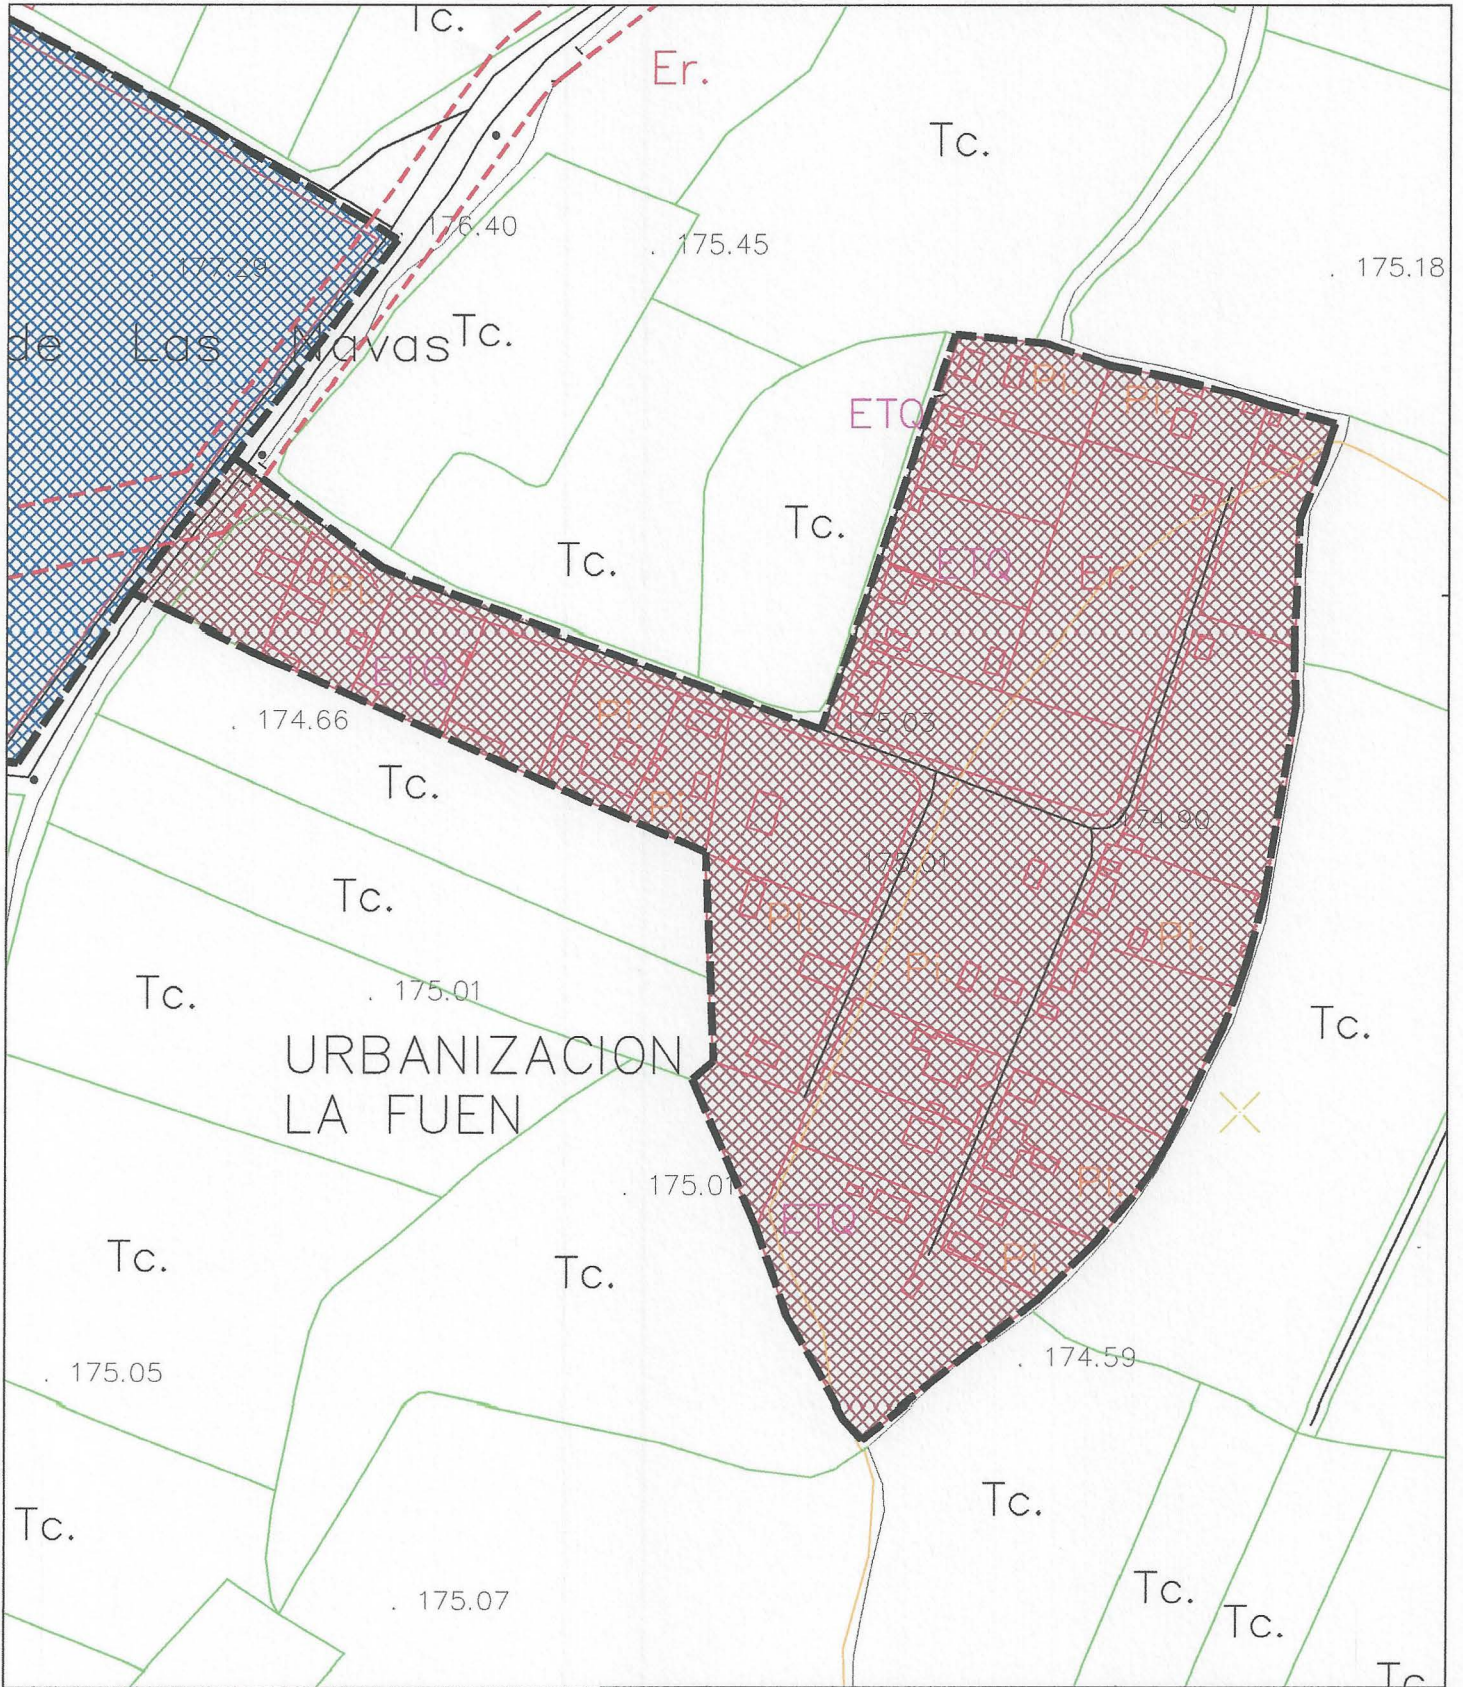 Tc.
Er.
Tc.
176.40
175.45
177.29
175.18
de Las Navas
Tc.
Pi.
Pi.
ETQ
Tc.
Tc.
ETQ
Er.
Pi.
ETQ
174.66
Pi.
175.03
Tc.
Pi.
174.90
175.01
Tc.
Pi.
Pi.
Pi.
Tc.
175.01
Tc.
URBANIZACION
LA FUEN
175.01
Pi.
ETQ
Tc.
Tc.
Pi.
175.05
174.59
Tc.
Tc.
175.07
Tc.
Tc.
Tc